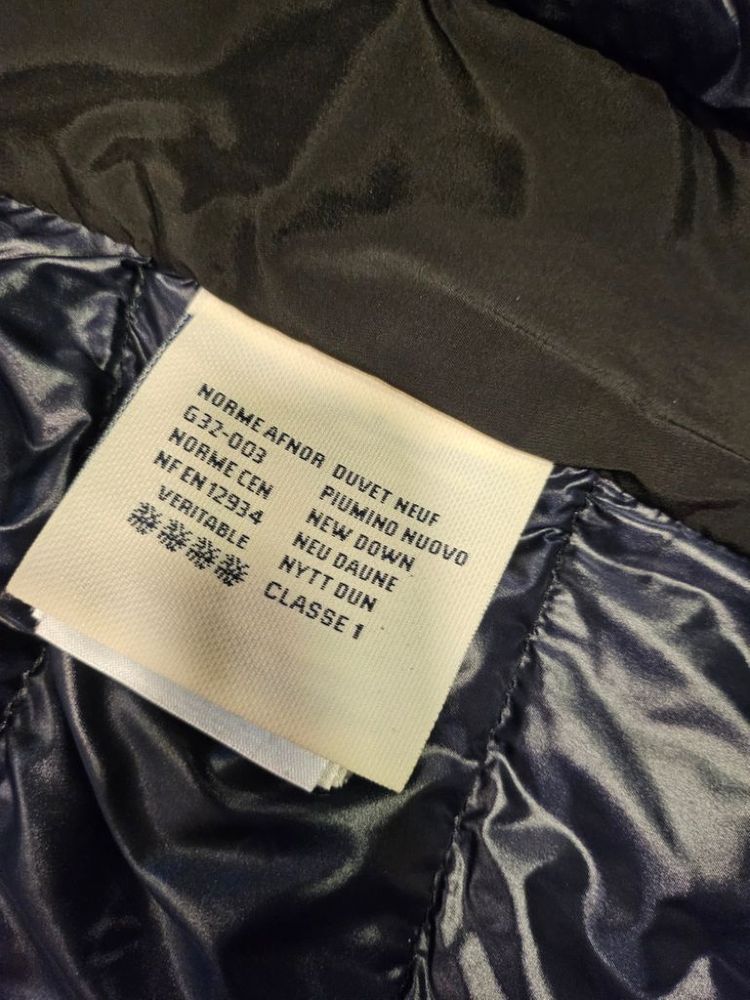 NORME AFNOR
G32-003
NORME CEN
NF EN 12934
VERITABLE
DUVET NEUF
PIUMINO NUOVO
NEW DOWN
NEU DAUNE
NYTT DUN
CLASSE 1